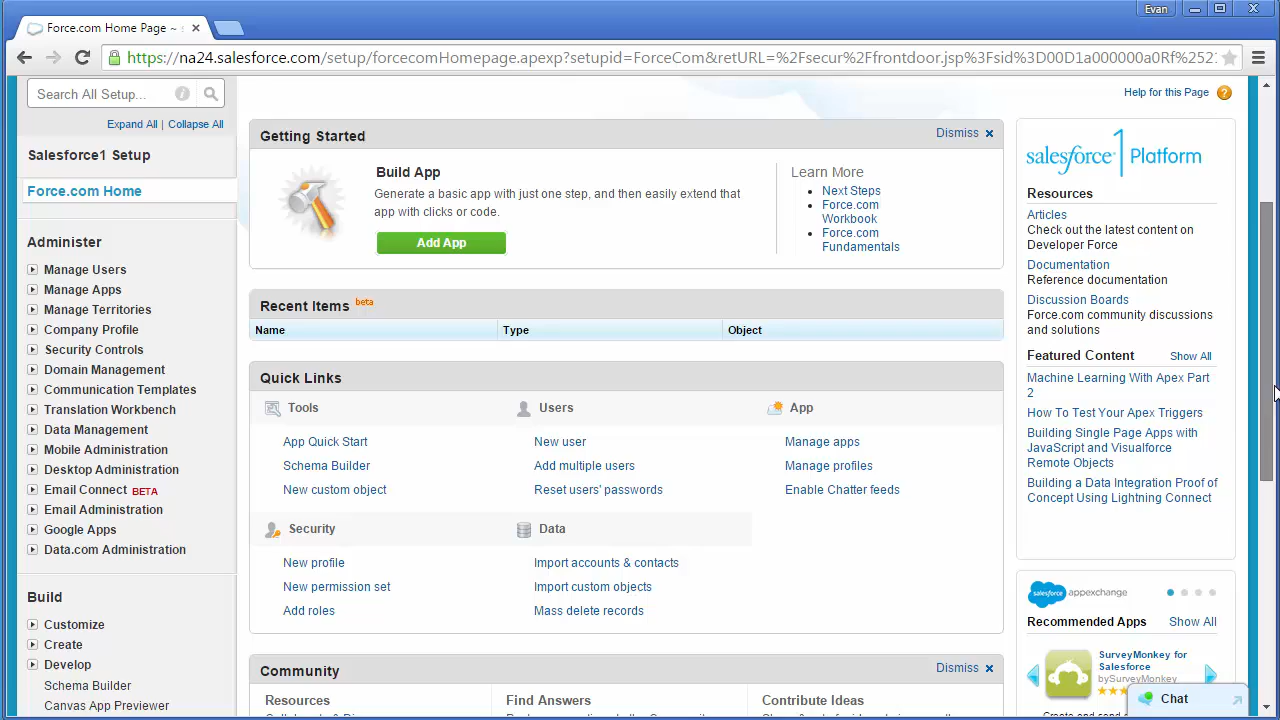 Evan
Force.com Home Page ~
https://na24.salesforce.com/setup/forcecomHomepage.apexp?setupid=ForceCom&retURL=%2Fsecur%2Ffrontdoor.jsp%3Fsid%3D00D1a000000a0Rf%252
Search All Setup...
Expand All | Collapse All
Salesforce1 Setup
Force.com Home
Administer
Manage Users
Manage Apps
Manage Territories
Company Profile
Security Controls
Domain Management
Communication Templates
Translation Workbench
Data Management
Mobile Administration
Desktop Administration
Email Connect BETA
Email Administration
Google Apps
Data.com Administration
Build
Customize
Create
Develop
Schema Builder
Canvas App Previewer
Help for this Page ?
Getting Started
Dismiss
Build App
Generate a basic app with just one step, and then easily extend that
app with clicks or code.
Add App
Learn More
Next Steps
Force.com
Workbook
Force.com
Fundamentals
Recent Items beta
Name Type Object
Quick Links
Tools
App Quick Start
Schema Builder
New custom object
Users
New user
Add multiple users
Reset users' passwords
App
Manage apps
Manage profiles
Enable Chatter feeds
Security
New profile
New permission set
Add roles
Data
Import accounts & contacts
Import custom objects
Mass delete records
Community
Dismiss
Resources
Find Answers
Contribute Ideas
salesforce1 Platform
Resources
Articles
Check out the latest content on
Developer Force
Documentation
Reference documentation
Discussion Boards
Force.com community discussions
and solutions
Featured Content Show All
Machine Learning With Apex Part
2
How To Test Your Apex Triggers
Building Single Page Apps with
JavaScript and Visualforce
Remote Objects
Building a Data Integration Proof of
Concept Using Lightning Connect
salesforce appexchange
Recommended Apps Show All
SurveyMonkey for
Salesforce
bySurveyMonkey
Chat